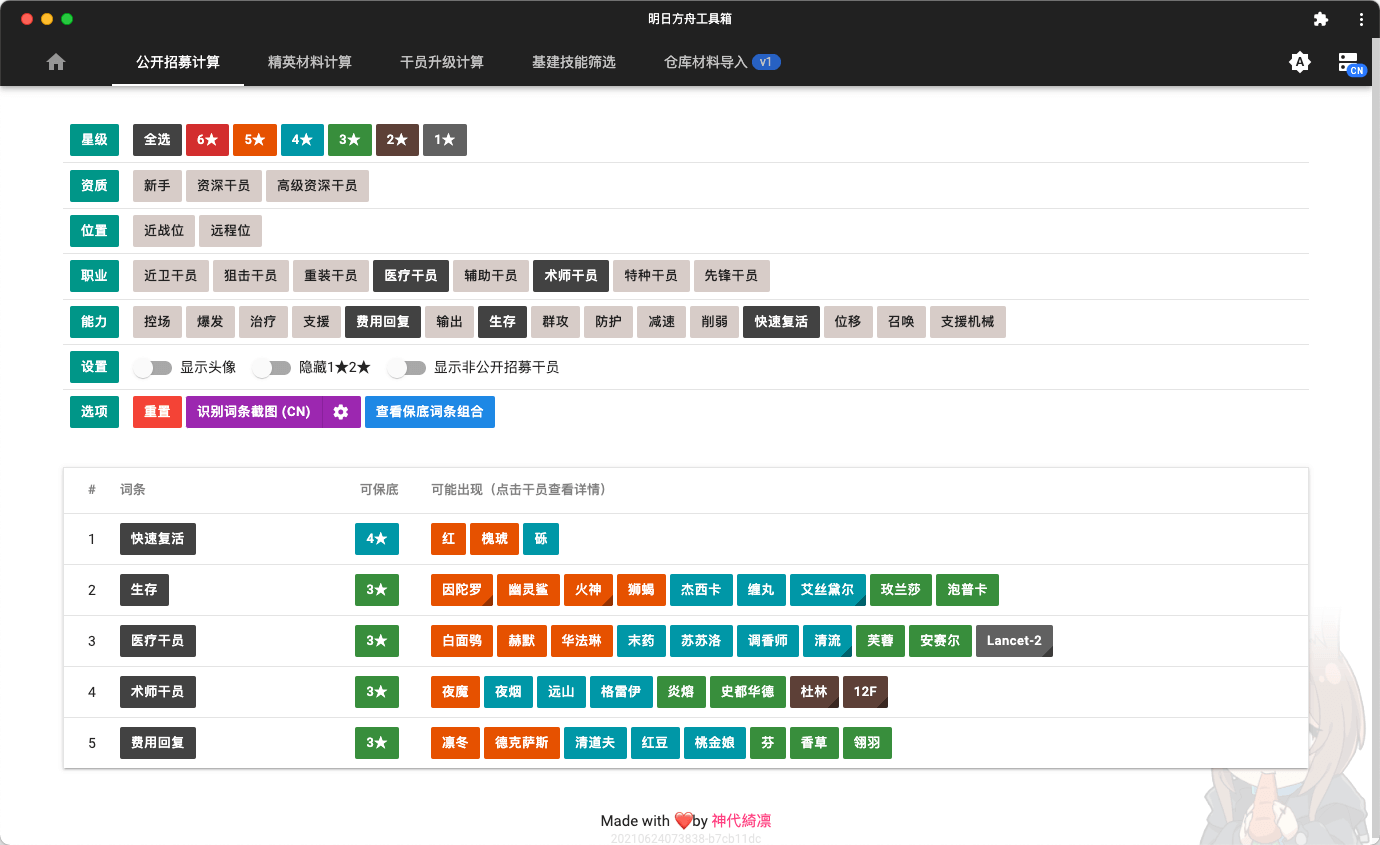 明日方舟工具箱
公开招募计算 精英材料计算 干员升级计算 基建技能筛选 仓库材料导入 v1 A CN
星级 全选 6★ 5★ 4★ 3★ 2★ 1★
资质 新手 资深干员 高级资深干员
位置 近战位 远程位
职业 近卫干员 狙击干员 重装干员 医疗干员 辅助干员 术师干员 特种干员 先锋干员
能力 控场 爆发 治疗 支援 费用回复 输出 生存 群攻 防护 减速 削弱 快速复活 位移 召唤 支援机械
设置 显示头像 隐藏1★2★ 显示非公开招募干员
选项 重置 识别词条截图 (CN) 查看保底词条组合
# 词条 可保底 可能出现（点击干员查看详情）
1 快速复活 4★ 红 槐琥 砾
2 生存 3★ 因陀罗 幽灵鲨 火神 狮蝎 杰西卡 缠丸 艾丝黛尔 玫兰莎 泡普卡
3 医疗干员 3★ 白面鸮 赫默 华法琳 末药 苏苏洛 调香师 清流 芙蓉 安赛尔 Lancet-2
4 术师干员 3★ 夜魔 夜烟 远山 格雷伊 炎熔 史都华德 杜林 12F
5 费用回复 3★ 凛冬 德克萨斯 清道夫 红豆 桃金娘 芬 香草 翎羽
Made with ❤️by 神代綺凛
20210624073838-b7cb11dc